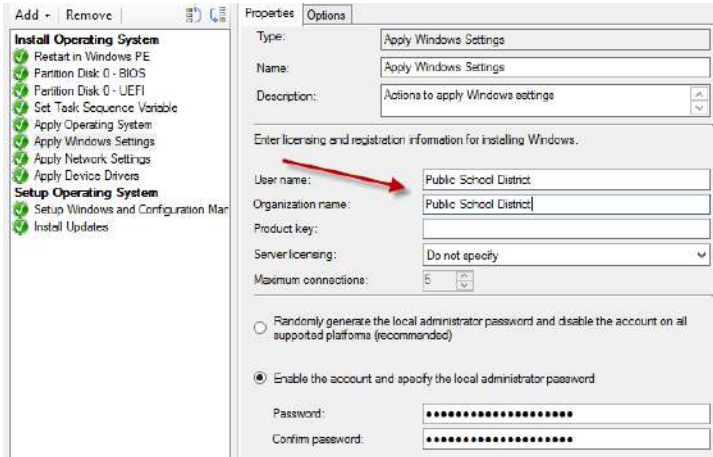 Add Remove
Install Operating System
Restart in Windows PE
Partition Disk 0 - BIOS
Partition Disk 0 - UEFI
Set Task Sequence Variable
Apply Operating System
Apply Windows Settings
Apply Network Settings
Apply Device Drivers
Setup Operating System
Setup Windows and Configuration Mar
Install Updates
Properties Options
Type: Apply Windows Settings
Name: Apply Windows Settings
Description: Actions to apply Windows settings
Enter licensing and registration information for installing Windows.
User name: Public School District
Organization name: Public School District
Product key:
Server licensing: Do not specify
Maximum connections: 5
Randomly generate the local administrator password and disable the account on all
supported platforms (recommended)
Enable the account and specify the local administrator password
Password: ••••••••••••••••••••
Confirm password: ••••••••••••••••••••